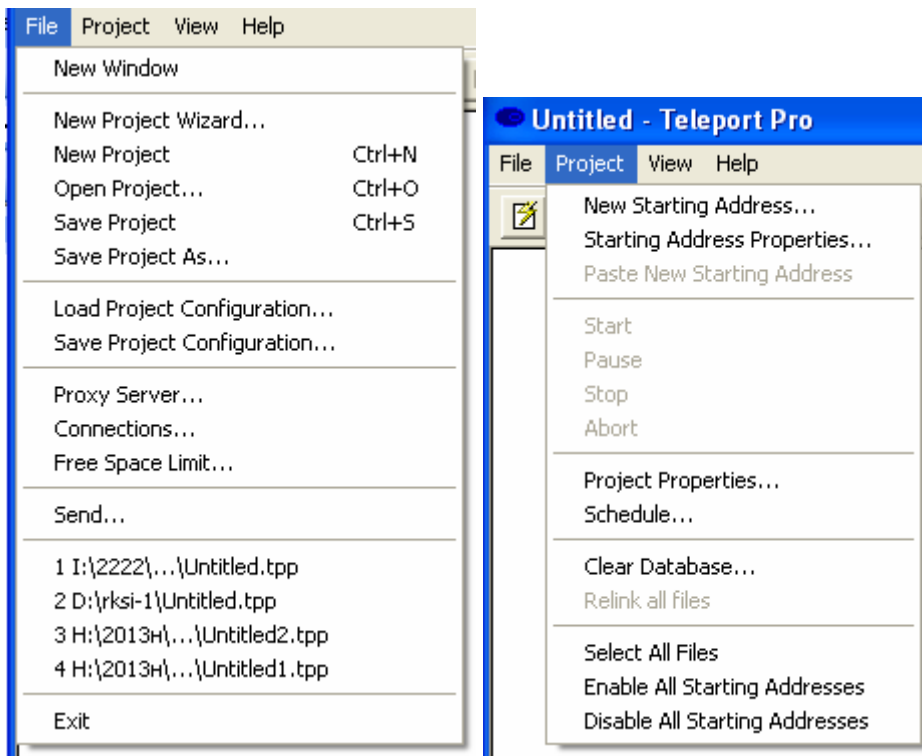 File Project View Help
New Window
New Project Wizard...
New Project Ctrl+N
Open Project... Ctrl+O
Save Project Ctrl+S
Save Project As...
Load Project Configuration...
Save Project Configuration...
Proxy Server...
Connections...
Free Space Limit...
Send...
1 I:\2222\...\Untitled.tpp
2 D:\rksi-1\Untitled.tpp
3 H:\2013н\...\Untitled2.tpp
4 H:\2013н\...\Untitled1.tpp
Exit
Untitled - Teleport Pro
File Project View Help
New Starting Address...
Starting Address Properties...
Paste New Starting Address
Start
Pause
Stop
Abort
Project Properties...
Schedule...
Clear Database...
Relink all files
Select All Files
Enable All Starting Addresses
Disable All Starting Addresses